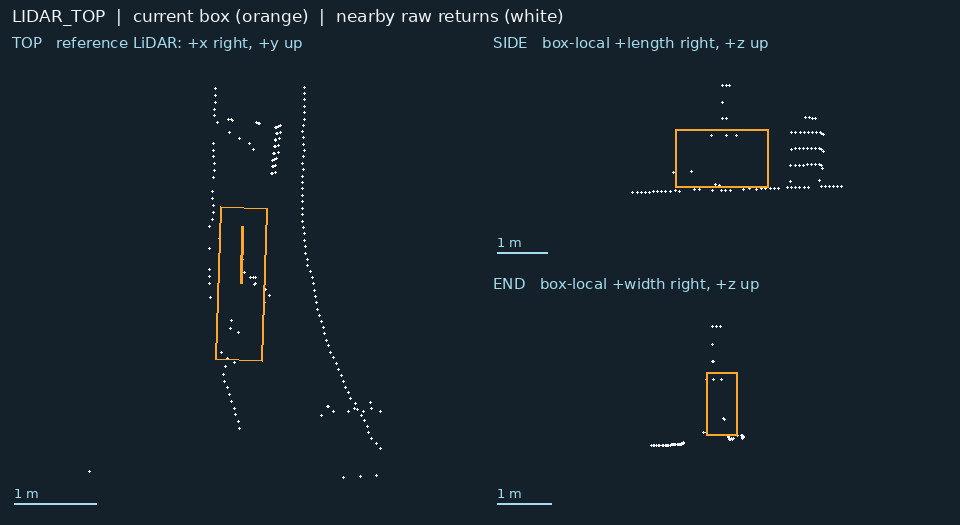 LIDAR_TOP | current box (orange) | nearby raw returns (white)
TOP reference LiDAR: +x right, +y up
SIDE box-local +length right, +z up
1 m
END box-local +width right, +z up
1 m
1 m